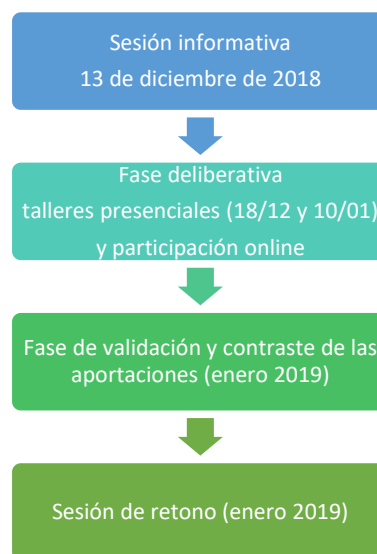 Sesión informativa
13 de diciembre de 2018
Fase deliberativa
talleres presenciales (18/12 y 10/01)
y participación online
Fase de validación y contraste de las
aportaciones (enero 2019)
Sesión de retono (enero 2019)